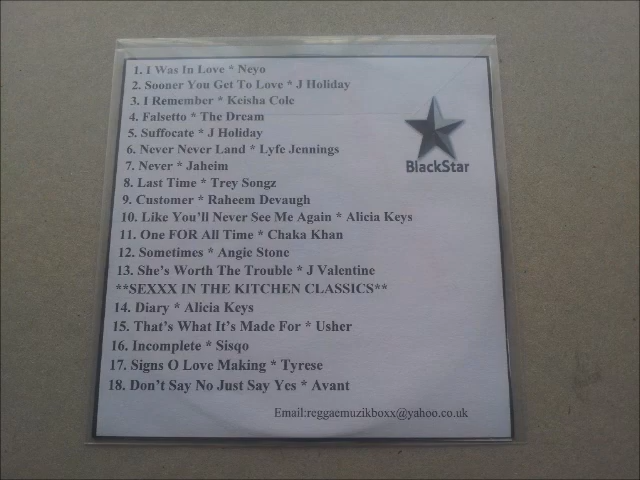 1. I Was In Love * Neyo
2. Sooner You Get To Love * J Holiday
3. I Remember * Keisha Cole
4. Falsetto * The Dream
5. Suffocate * J Holiday
6. Never Never Land * Lyfe Jennings
7. Never * Jaheim
8. Last Time * Trey Songz
9. Customer * Raheem Devaugh
10. Like You'll Never See Me Again * Alicia Keys
11. One FOR All Time * Chaka Khan
12. Sometimes * Angie Stone
13. She's Worth The Trouble * J Valentine
**SEXXX IN THE KITCHEN CLASSICS**
14. Diary * Alicia Keys
15. That's What It's Made For * Usher
16. Incomplete * Sisqo
17. Signs O Love Making * Tyrese
18. Don't Say No Just Say Yes * Avant
BlackStar
Email:reggaemuzikboxx@yahoo.co.uk